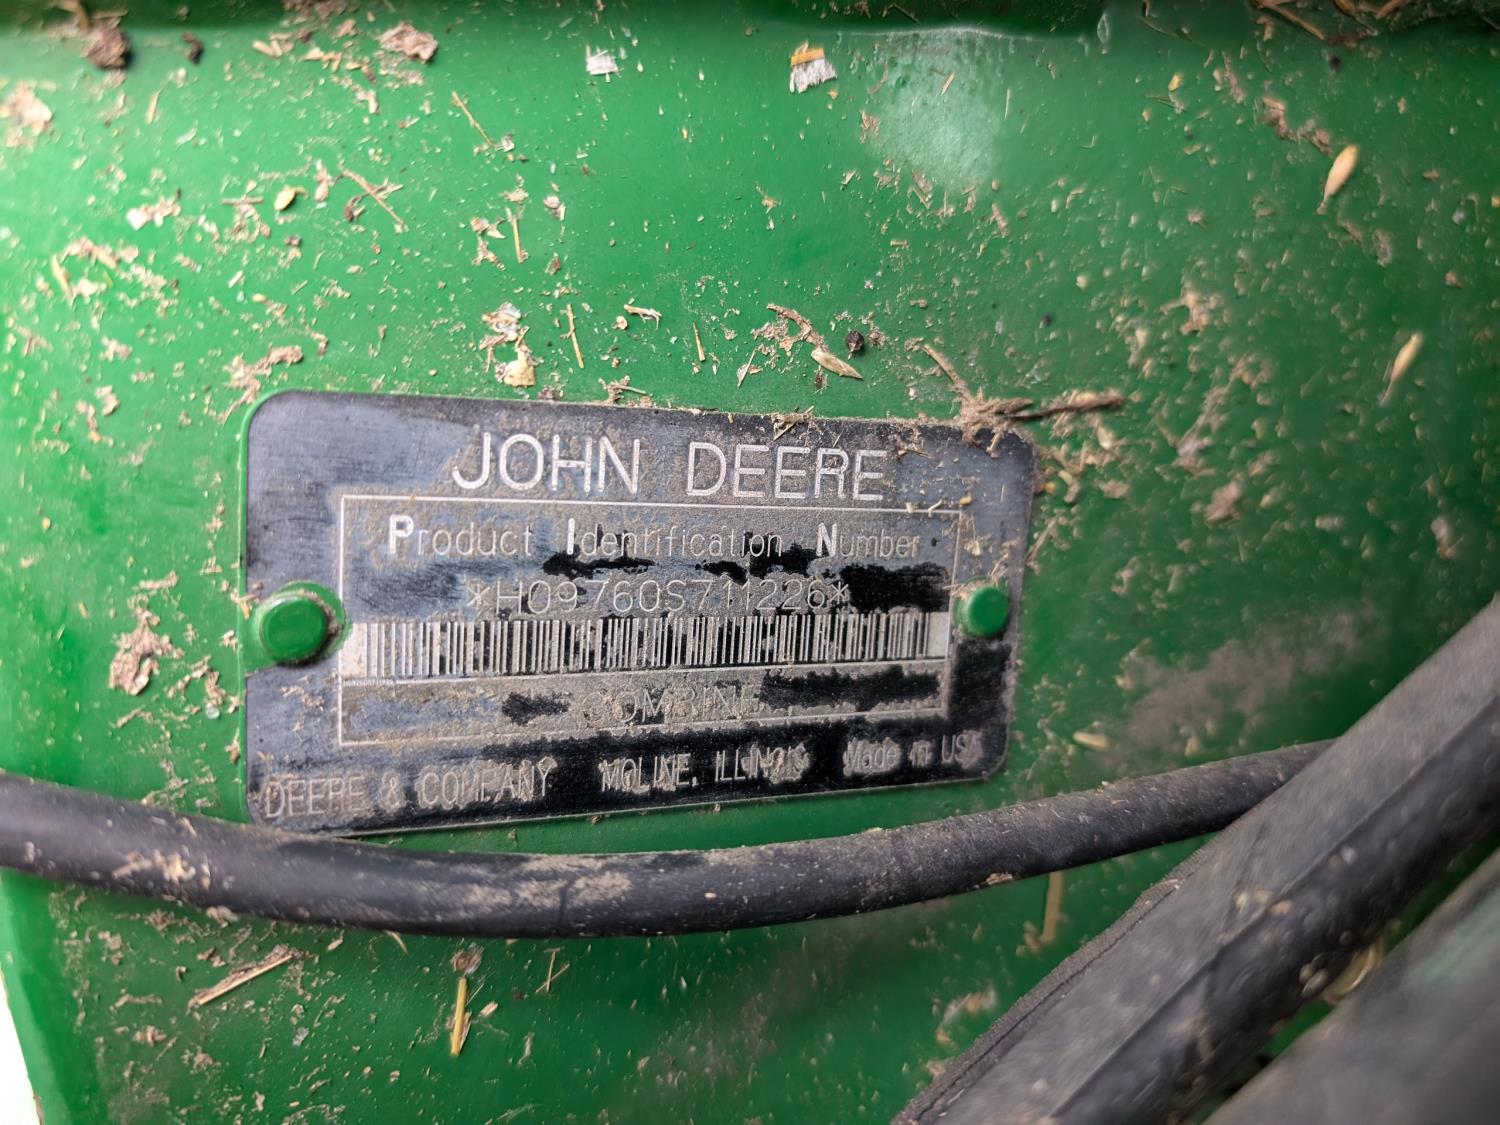 JOHN DEERE
Product Identification Number
*H09760S711226*
COMBINE
DEERE & COMPANY MOLINE, ILLINOIS Made in USA